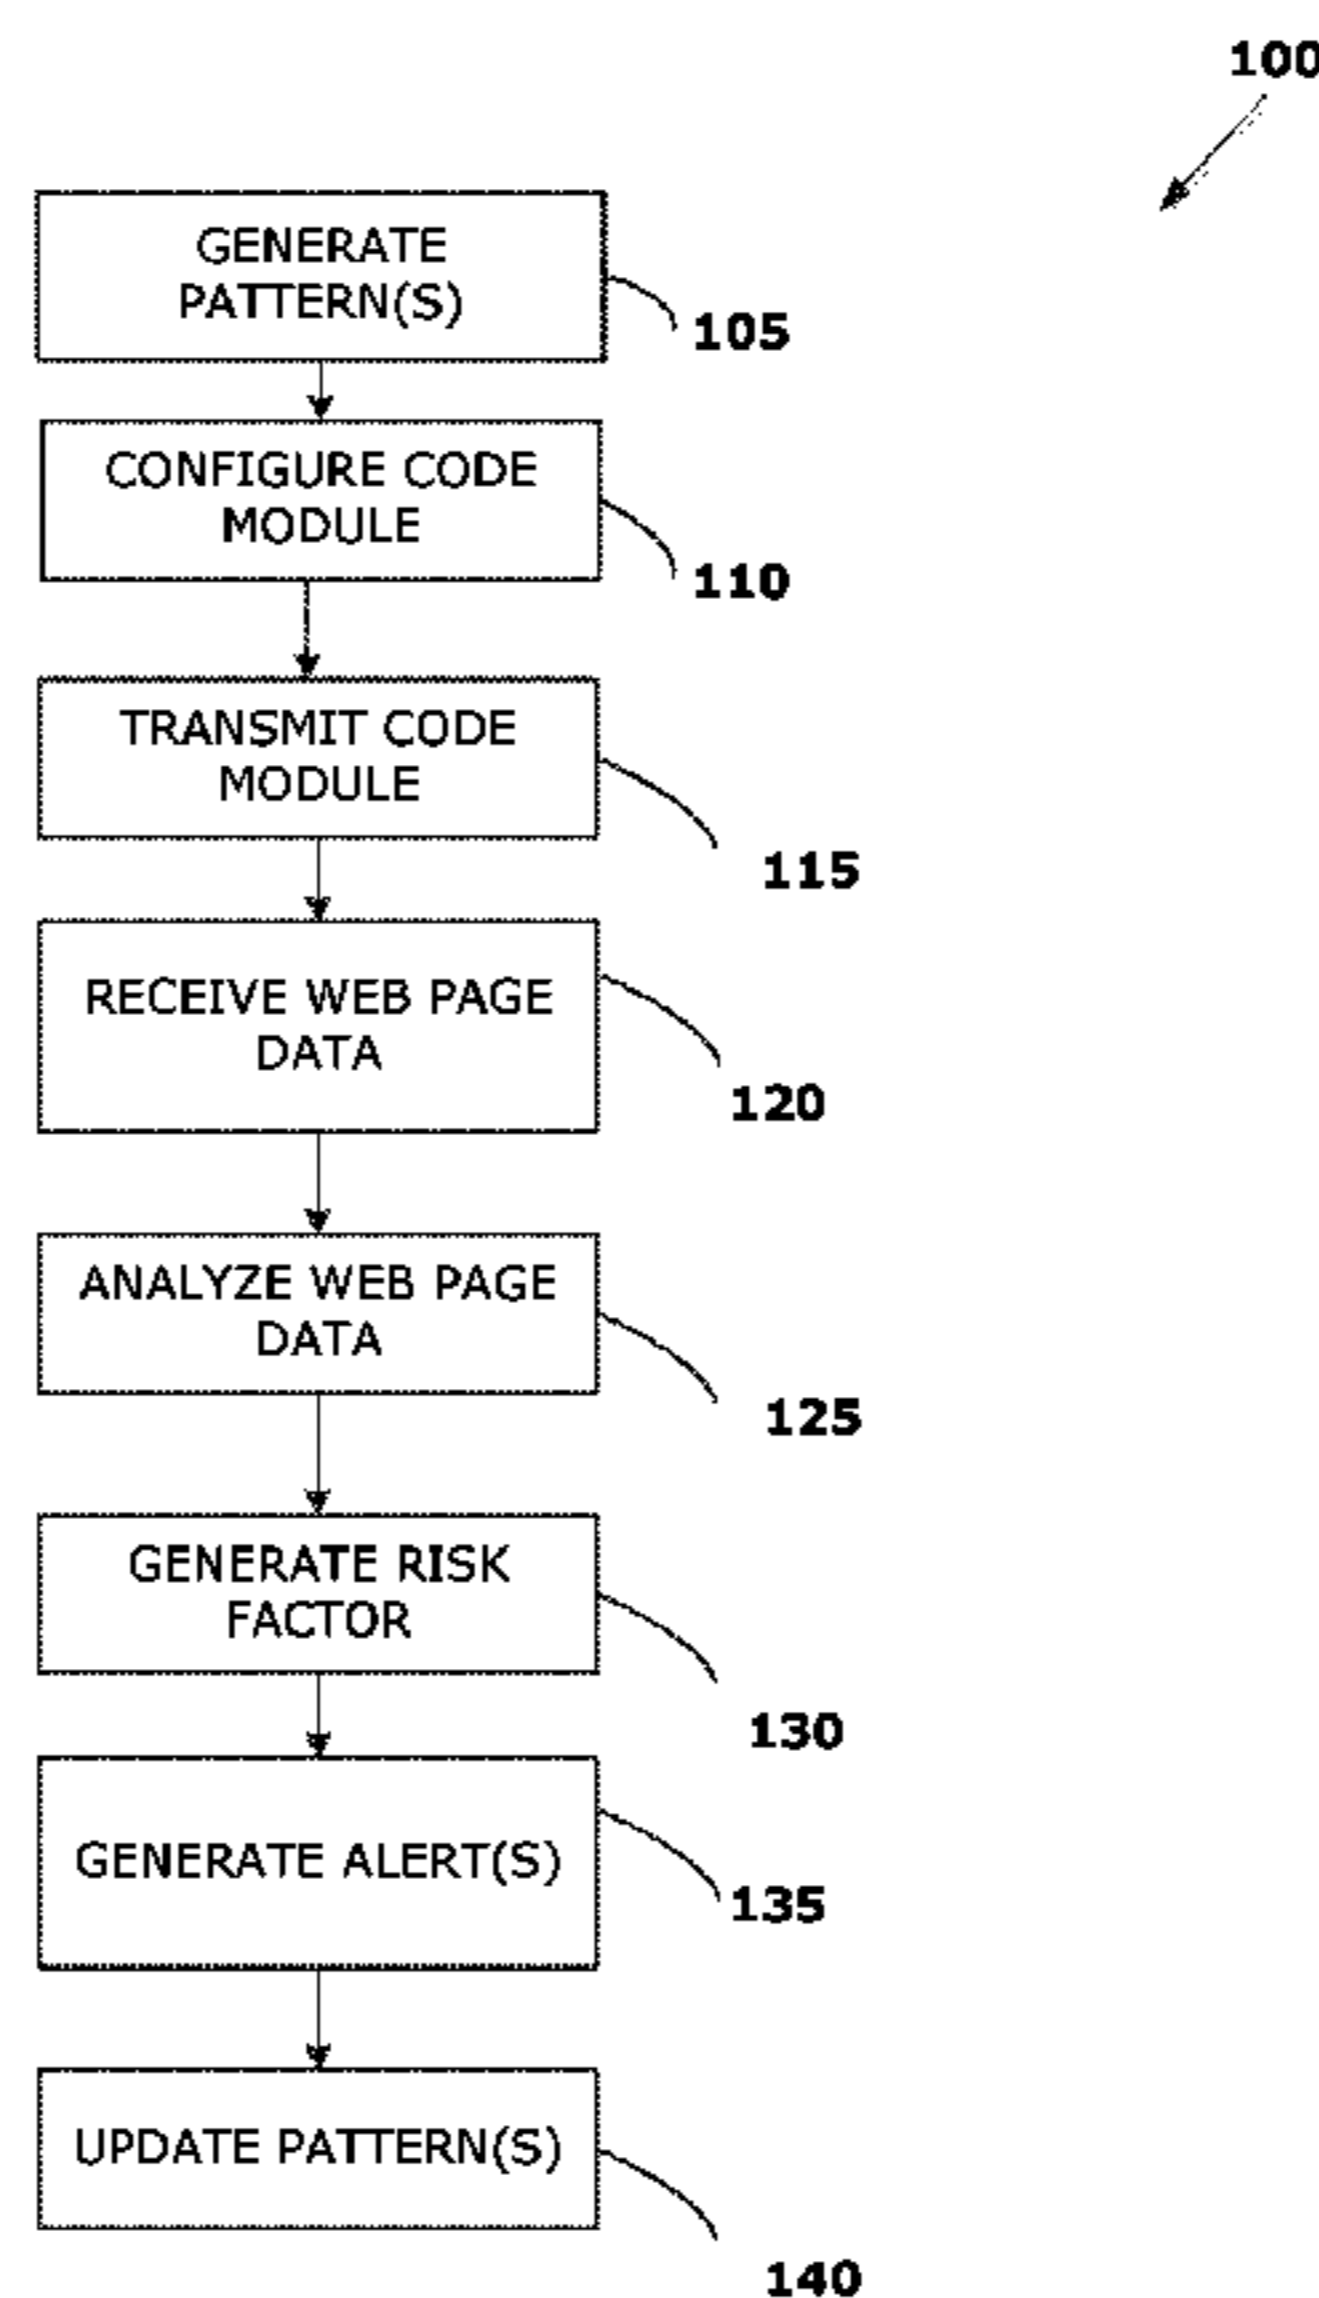 100
GENERATE
PATTERN(S)
105
CONFIGURE CODE
MODULE
110
TRANSMIT CODE
MODULE
115
RECEIVE WEB PAGE
DATA
120
ANALYZE WEB PAGE
DATA
125
GENERATE RISK
FACTOR
130
GENERATE ALERT(S)
135
UPDATE PATTERN(S)
140